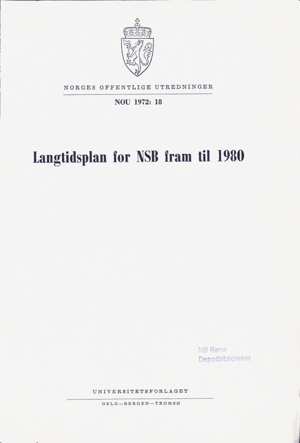 NORGES OFFENTLIGE UTREDNINGER
NOU 1972: 18
Langtidsplan for NSB fram til 1980
NB Rana
Depotbiblioteket
UNIVERSITETSFORLAGET
OSLO—BERGEN—TROMSØ